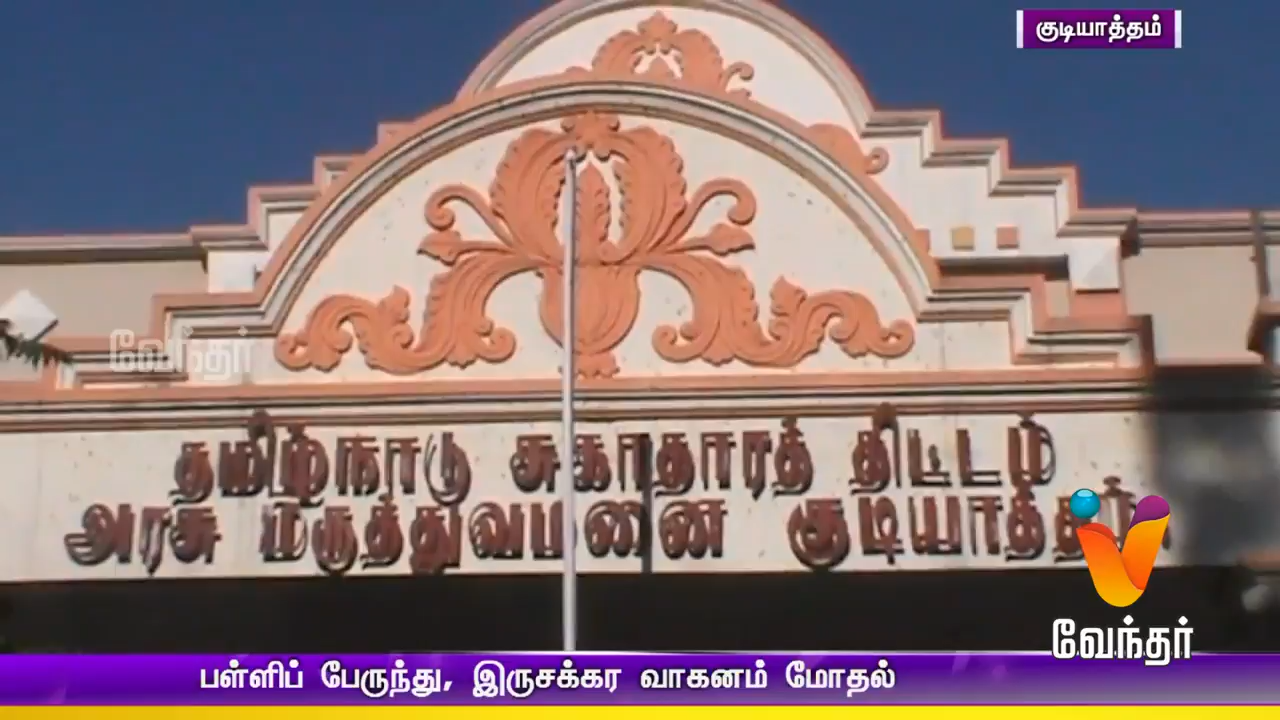 குடியாத்தம்
வேந்தர்
தமிழ்நாடு சுகாதாரத் திட்டம்
அரசு மருத்துவமனை குடியாத்தம்
வேந்தர்
பள்ளிப் பேருந்து, இருசக்கர வாகனம் மோதல்